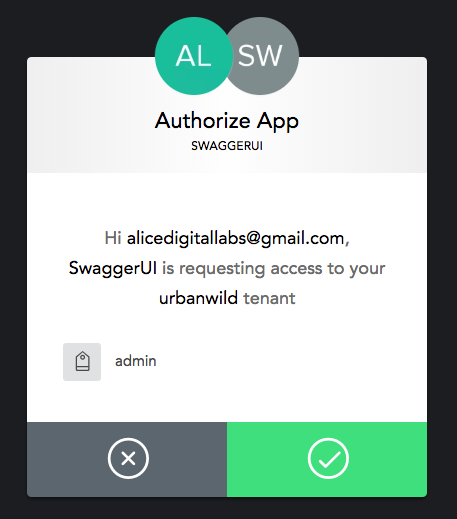 AL SW
Authorize App
SWAGGERUI
Hi alicedigitallabs@gmail.com,
SwaggerUI is requesting access to your
urbanwild tenant
admin